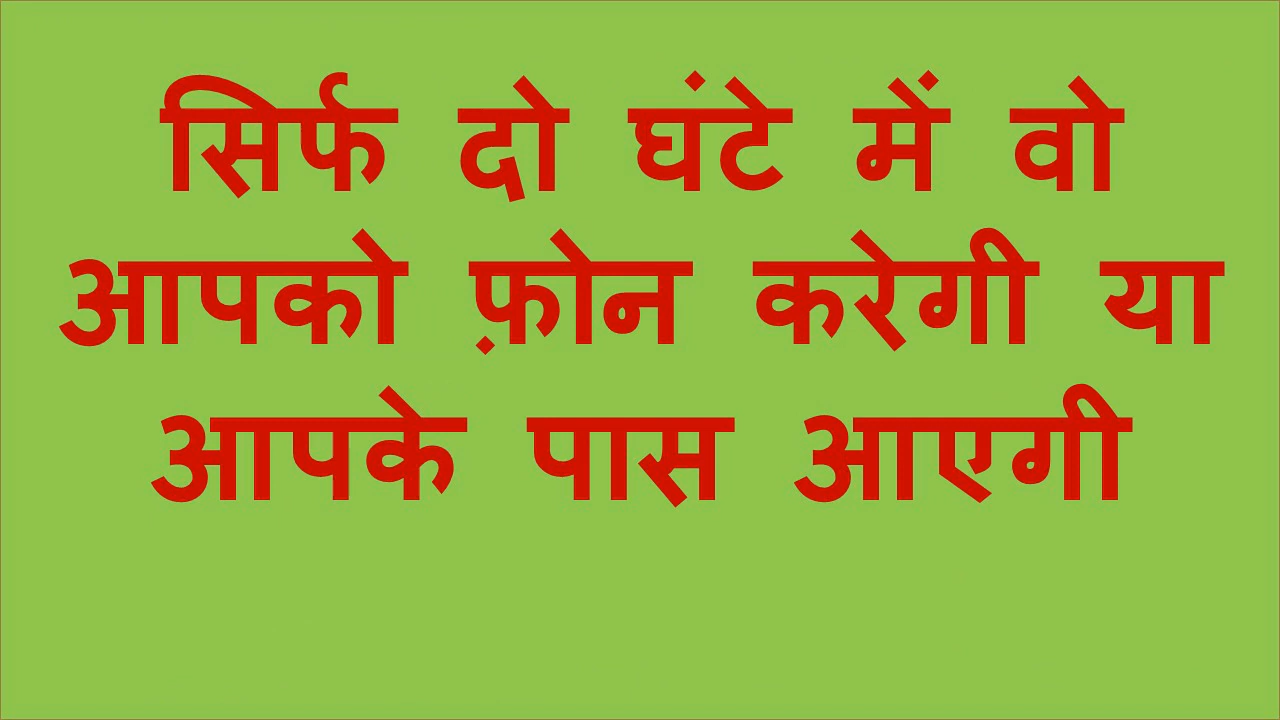 सिर्फ दो घंटे में वो
आपको फ़ोन करेगी या
आपके पास आएगी